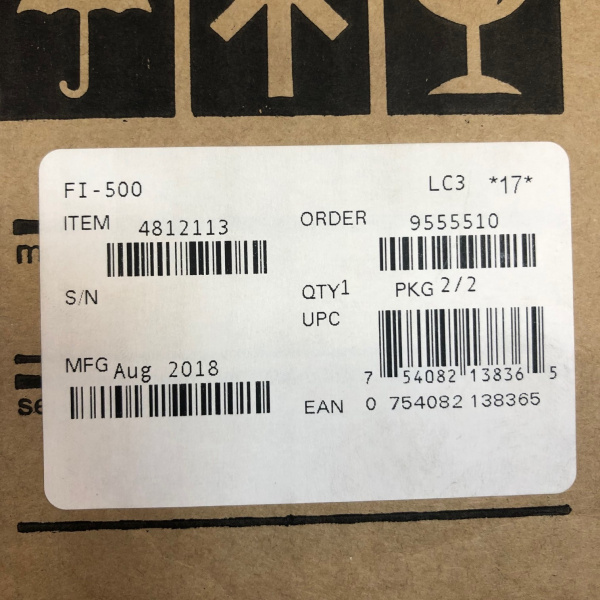 FI-500 LC3 *17*
ITEM 4812113 ORDER 9555510
S/N QTY1 PKG 2/2
UPC
MFG Aug 2018 7 54082 13836 5
EAN 0 754082 138365